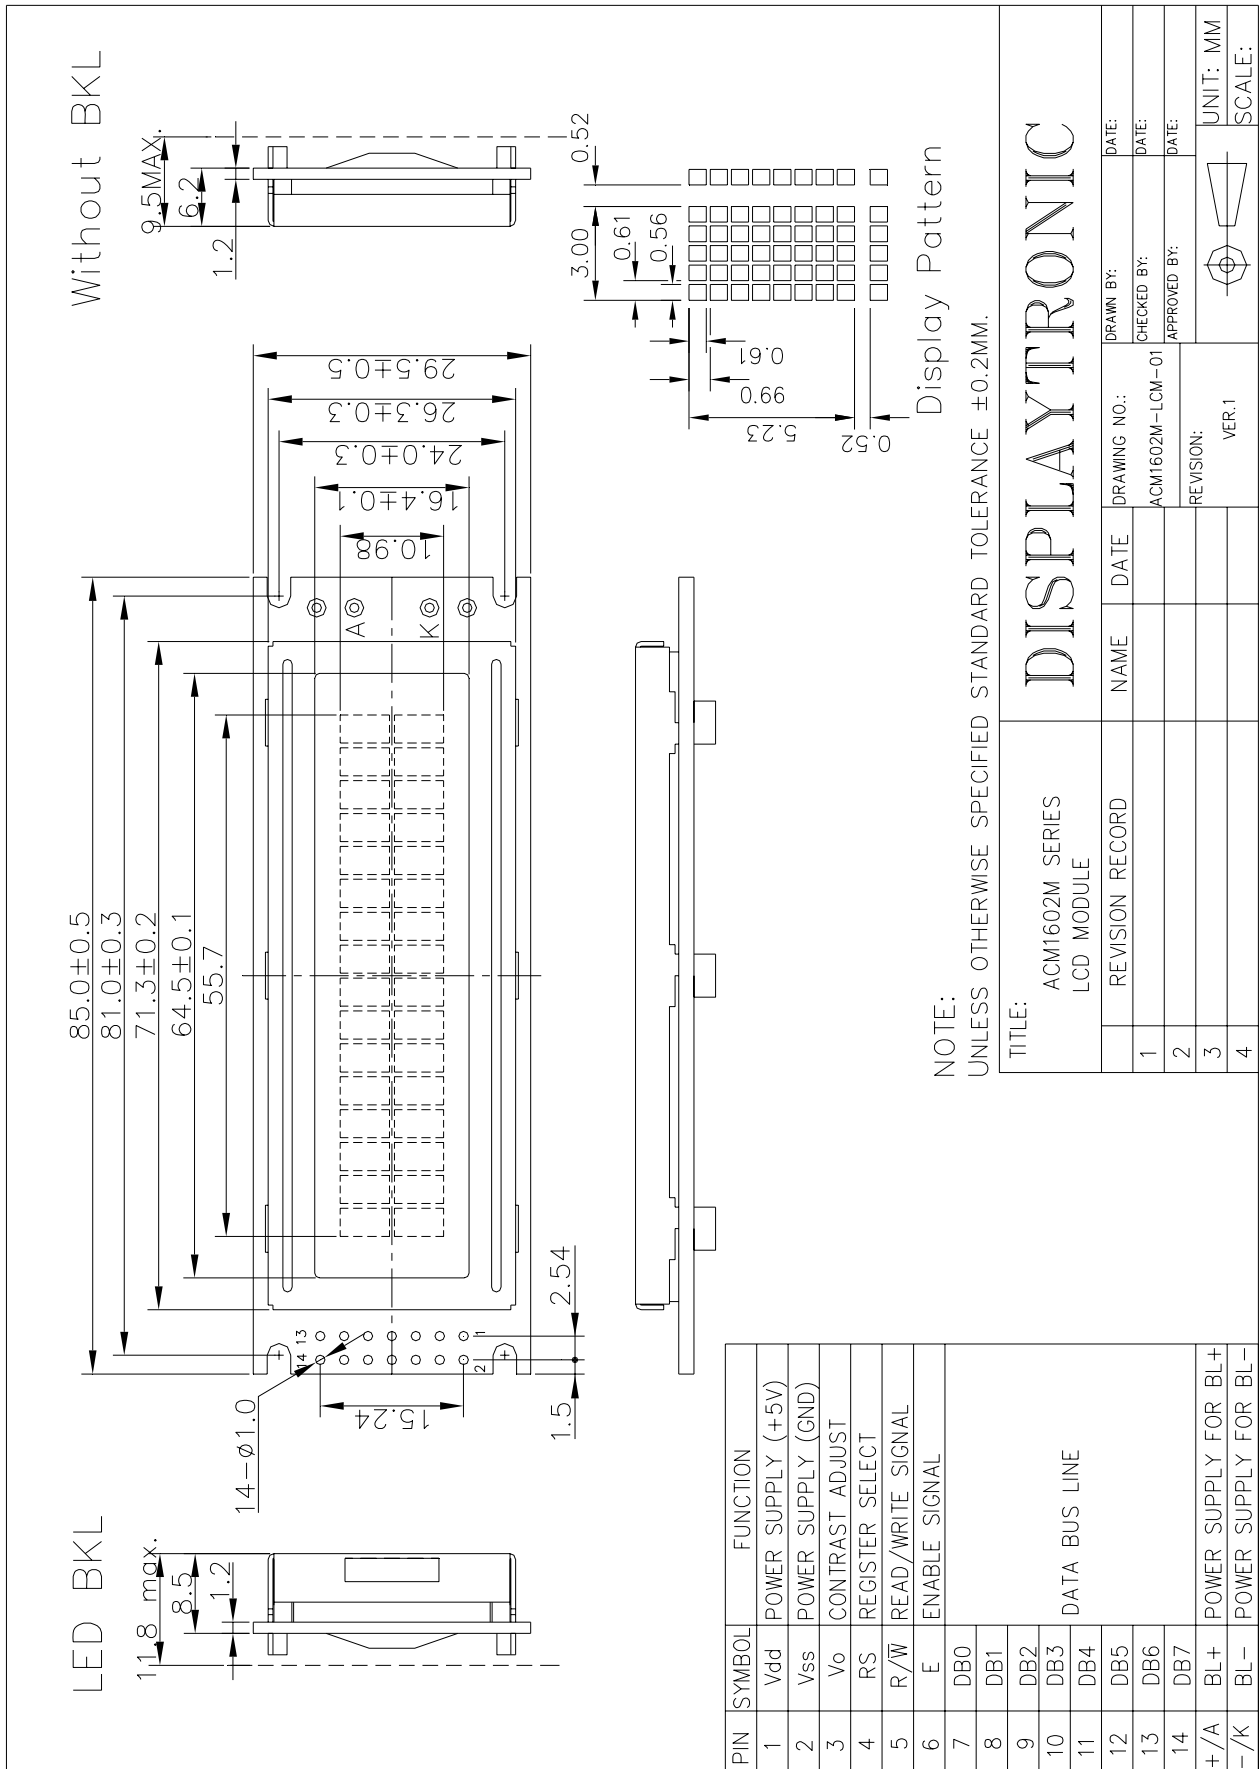 LED BKL
11.8 max.
8.5
1.2
85.0±0.5
81.0±0.3
71.3±0.2
64.5±0.1
55.7
14-ø1.0
14 13
2 1
15.24
1.5
2.54
A
K
10.98
16.4±0.1
24.0±0.3
26.3±0.3
29.5±0.5
Without BKL
9.5MAX.
6.2
1.2
3.00
0.52
0.61
0.56
0.61
0.66
5.23
0.52
Display Pattern
PIN SYMBOL FUNCTION
1 Vdd POWER SUPPLY (+5V)
2 Vss POWER SUPPLY (GND)
3 Vo CONTRAST ADJUST
4 RS REGISTER SELECT
5 R/W̅ READ/WRITE SIGNAL
6 E ENABLE SIGNAL
7 DB0
8 DB1
9 DB2
10 DB3
11 DB4
12 DB5
13 DB6
14 DB7
DATA BUS LINE
+/A BL+ POWER SUPPLY FOR BL+
-/K BL- POWER SUPPLY FOR BL-
NOTE:
UNLESS OTHERWISE SPECIFIED STANDARD TOLERANCE ±0.2MM.
TITLE:
ACM1602M SERIES
LCD MODULE
DISPLAYTRONIC
REVISION RECORD NAME DATE
1
2
3
4
DRAWING NO.:
ACM1602M-LCM-01
REVISION:
VER.1
DRAWN BY: DATE:
CHECKED BY: DATE:
APPROVED BY: DATE:
UNIT: MM
SCALE: